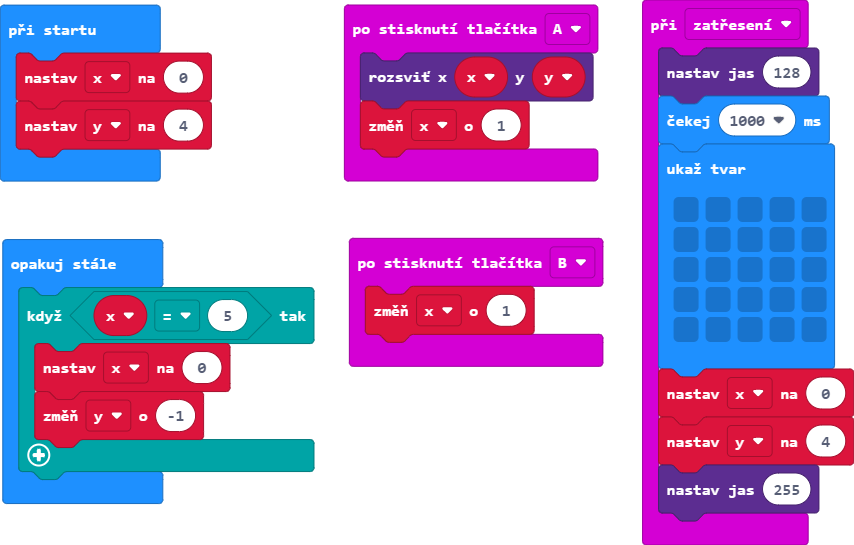 při startu
nastav x na 0
nastav y na 4
po stisknutí tlačítka A
rozsviť x x y y
změň x o 1
při zatřesení
nastav jas 128
čekej 1000 ms
ukaž tvar
nastav x na 0
nastav y na 4
nastav jas 255
opakuj stále
když x = 5 tak
nastav x na 0
změň y o -1
po stisknutí tlačítka B
změň x o 1